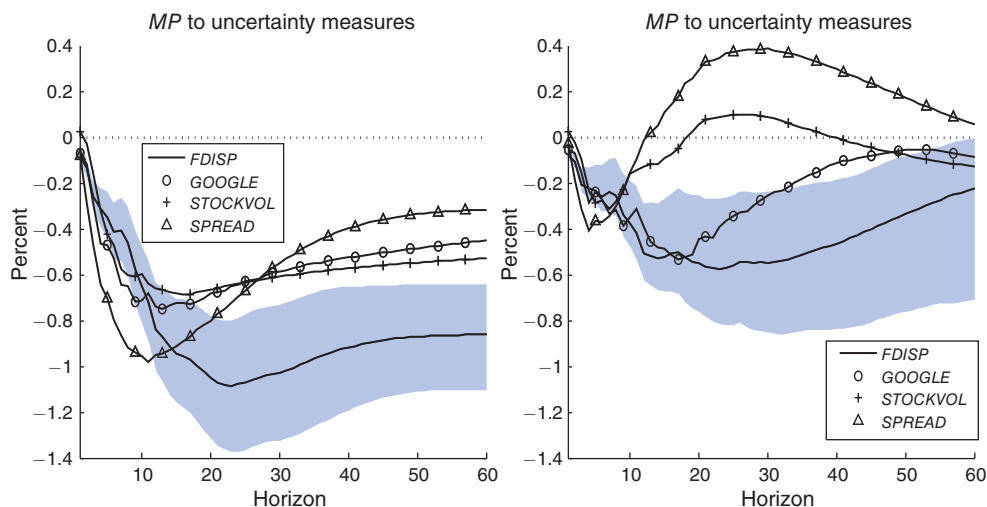 MP to uncertainty measures
0.4
0.2
0
−0.2
−0.4
−0.6
−0.8
−1
−1.2
−1.4
Percent
FDISP
GOOGLE
STOCKVOL
SPREAD
10 20 30 40 50 60
Horizon
MP to uncertainty measures
0.4
0.2
0
−0.2
−0.4
−0.6
−0.8
−1
−1.2
−1.4
Percent
FDISP
GOOGLE
STOCKVOL
SPREAD
10 20 30 40 50 60
Horizon